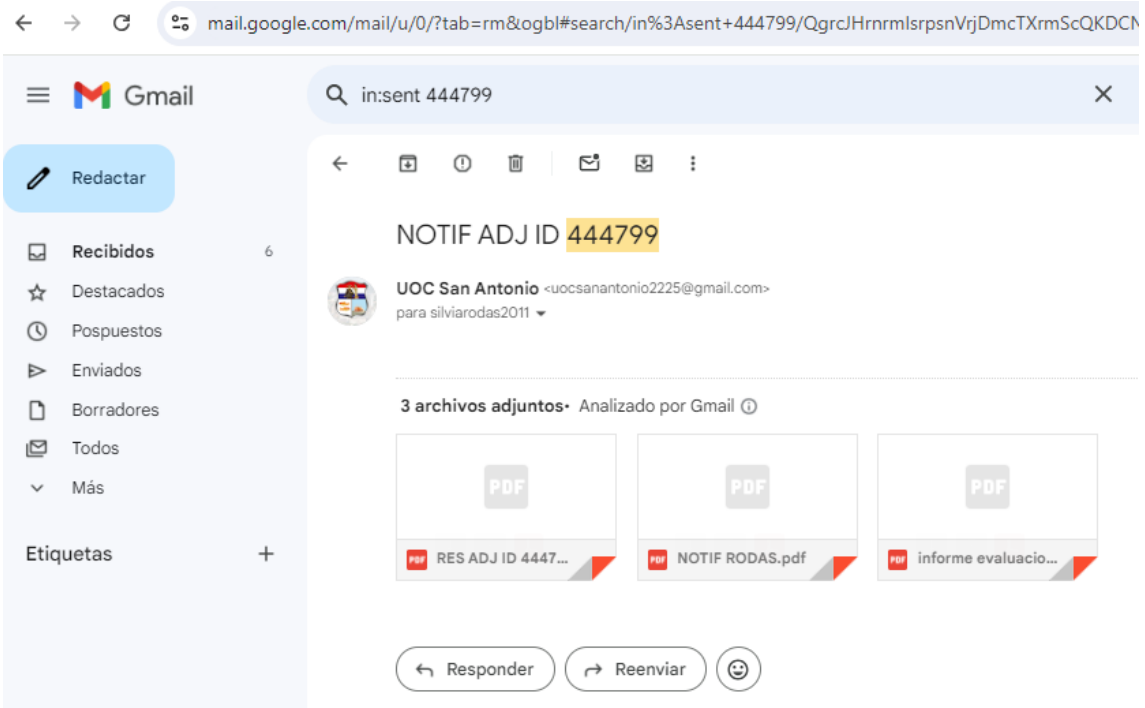 mail.google.com/mail/u/0/?tab=rm&ogbl#search/in%3Asent+444799/QgrcJHrnrmlsrpsnVrjDmcTXrmScQKDCN
Gmail
in:sent 444799
Redactar
Recibidos 6
Destacados
Pospuestos
Enviados
Borradores
Todos
Más
Etiquetas
NOTIF ADJ ID 444799
UOC San Antonio <uocsanantonio2225@gmail.com>
para silviarodas2011
3 archivos adjuntos• Analizado por Gmail
PDF PDF PDF
PDF RES ADJ ID 4447... PDF NOTIF RODAS.pdf PDF informe evaluacio...
Responder Reenviar